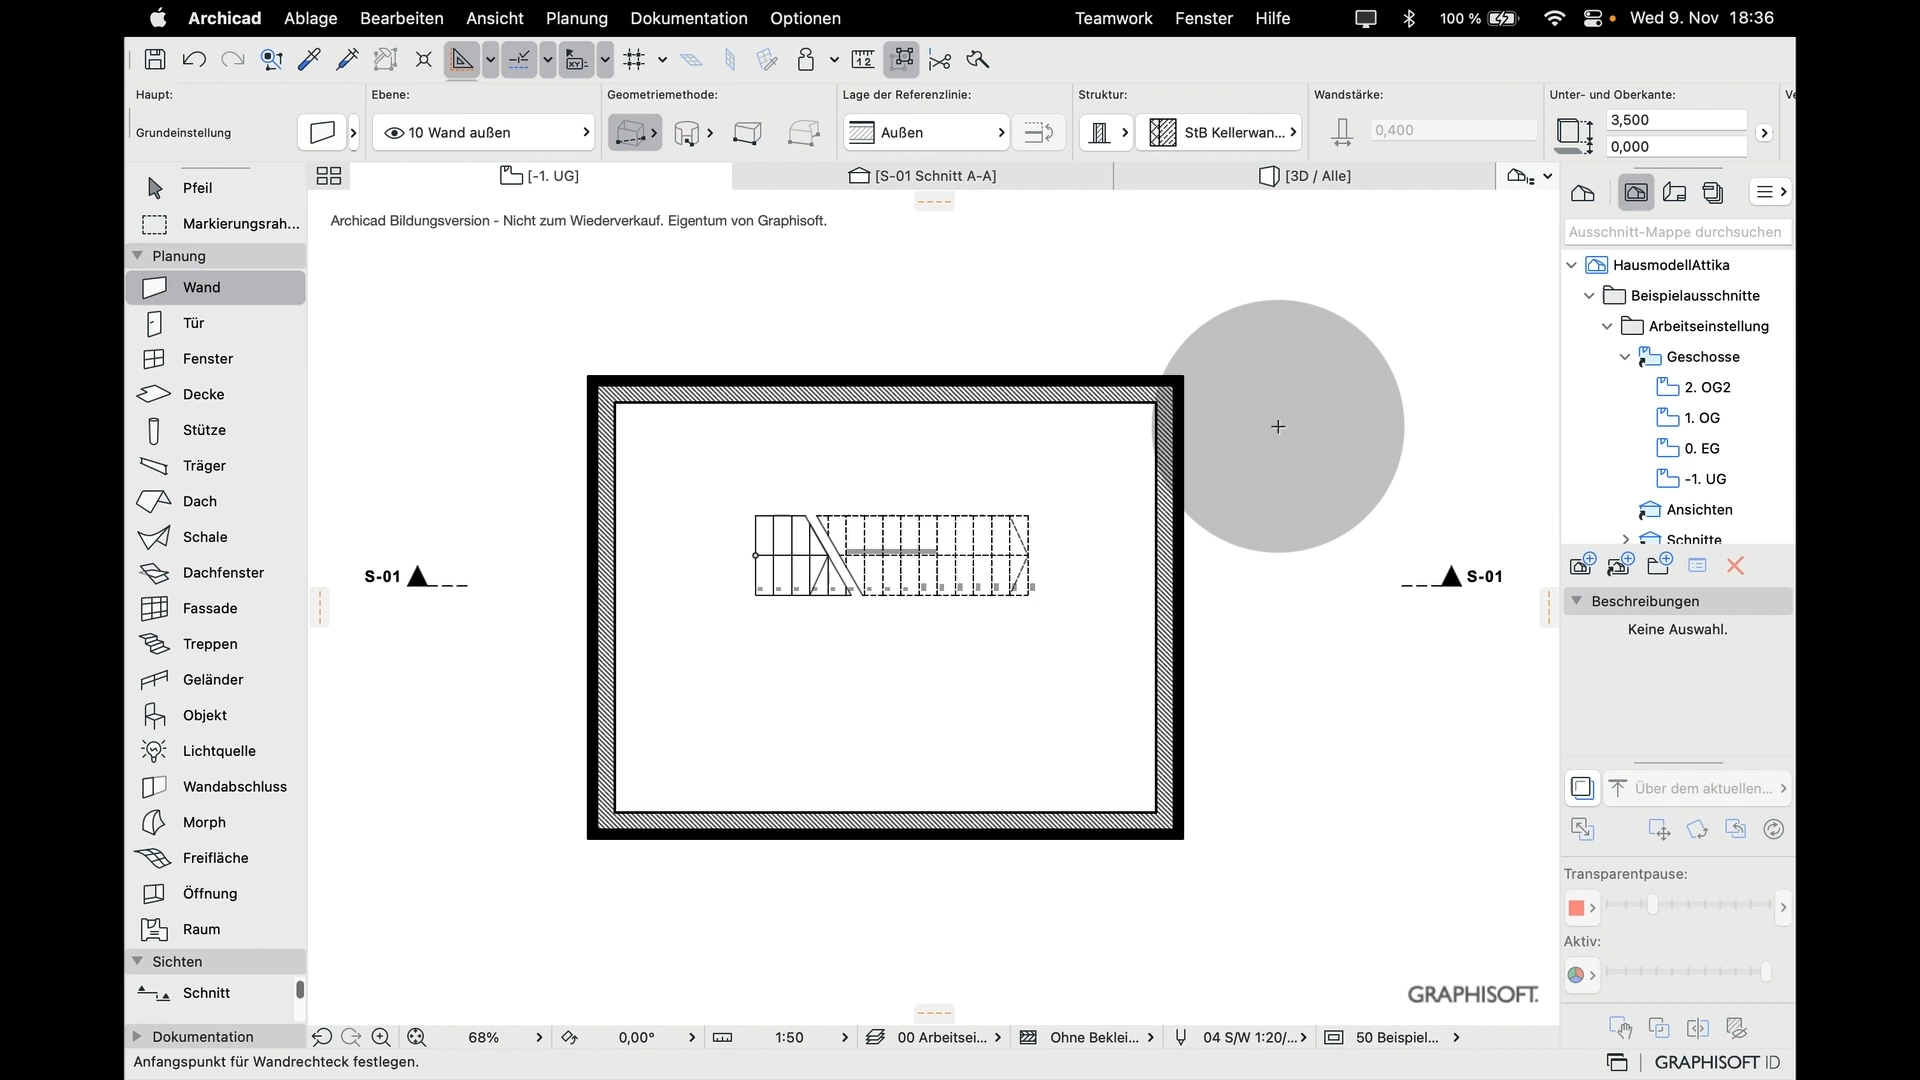 Archicad Ablage Bearbeiten Ansicht Planung Dokumentation Optionen Teamwork Fenster Hilfe 100 % Wed 9. Nov 18:36
Haupt: Ebene: Geometriemethode: Lage der Referenzlinie: Struktur: Wandstärke: Unter- und Oberkante:
Grundeinstellung 10 Wand außen Außen StB Kellerwan... 0,400 3,500
0,000
[-1. UG] [S-01 Schnitt A-A] [3D / Alle]
Archicad Bildungsversion - Nicht zum Wiederverkauf. Eigentum von Graphisoft.
Pfeil
Markierungsrah...
Planung
Wand
Tür
Fenster
Decke
Stütze
Träger
Dach
Schale
Dachfenster
Fassade
Treppen
Geländer
Objekt
Lichtquelle
Wandabschluss
Morph
Freifläche
Öffnung
Raum
Sichten
Schnitt
Dokumentation
S-01 S-01
GRAPHISOFT.
Ausschnitt-Mappe durchsuchen
HausmodellAttika
Beispielausschnitte
Arbeitseinstellung
Geschosse
2. OG2
1. OG
0. EG
-1. UG
Ansichten
Schnitte
Beschreibungen
Keine Auswahl.
Über dem aktuellen...
Transparentpause:
Aktiv:
68% 0,00° 1:50 00 Arbeitsei... Ohne Beklei... 04 S/W 1:20/... 50 Beispiel...
Anfangspunkt für Wandrechteck festlegen. GRAPHISOFT ID